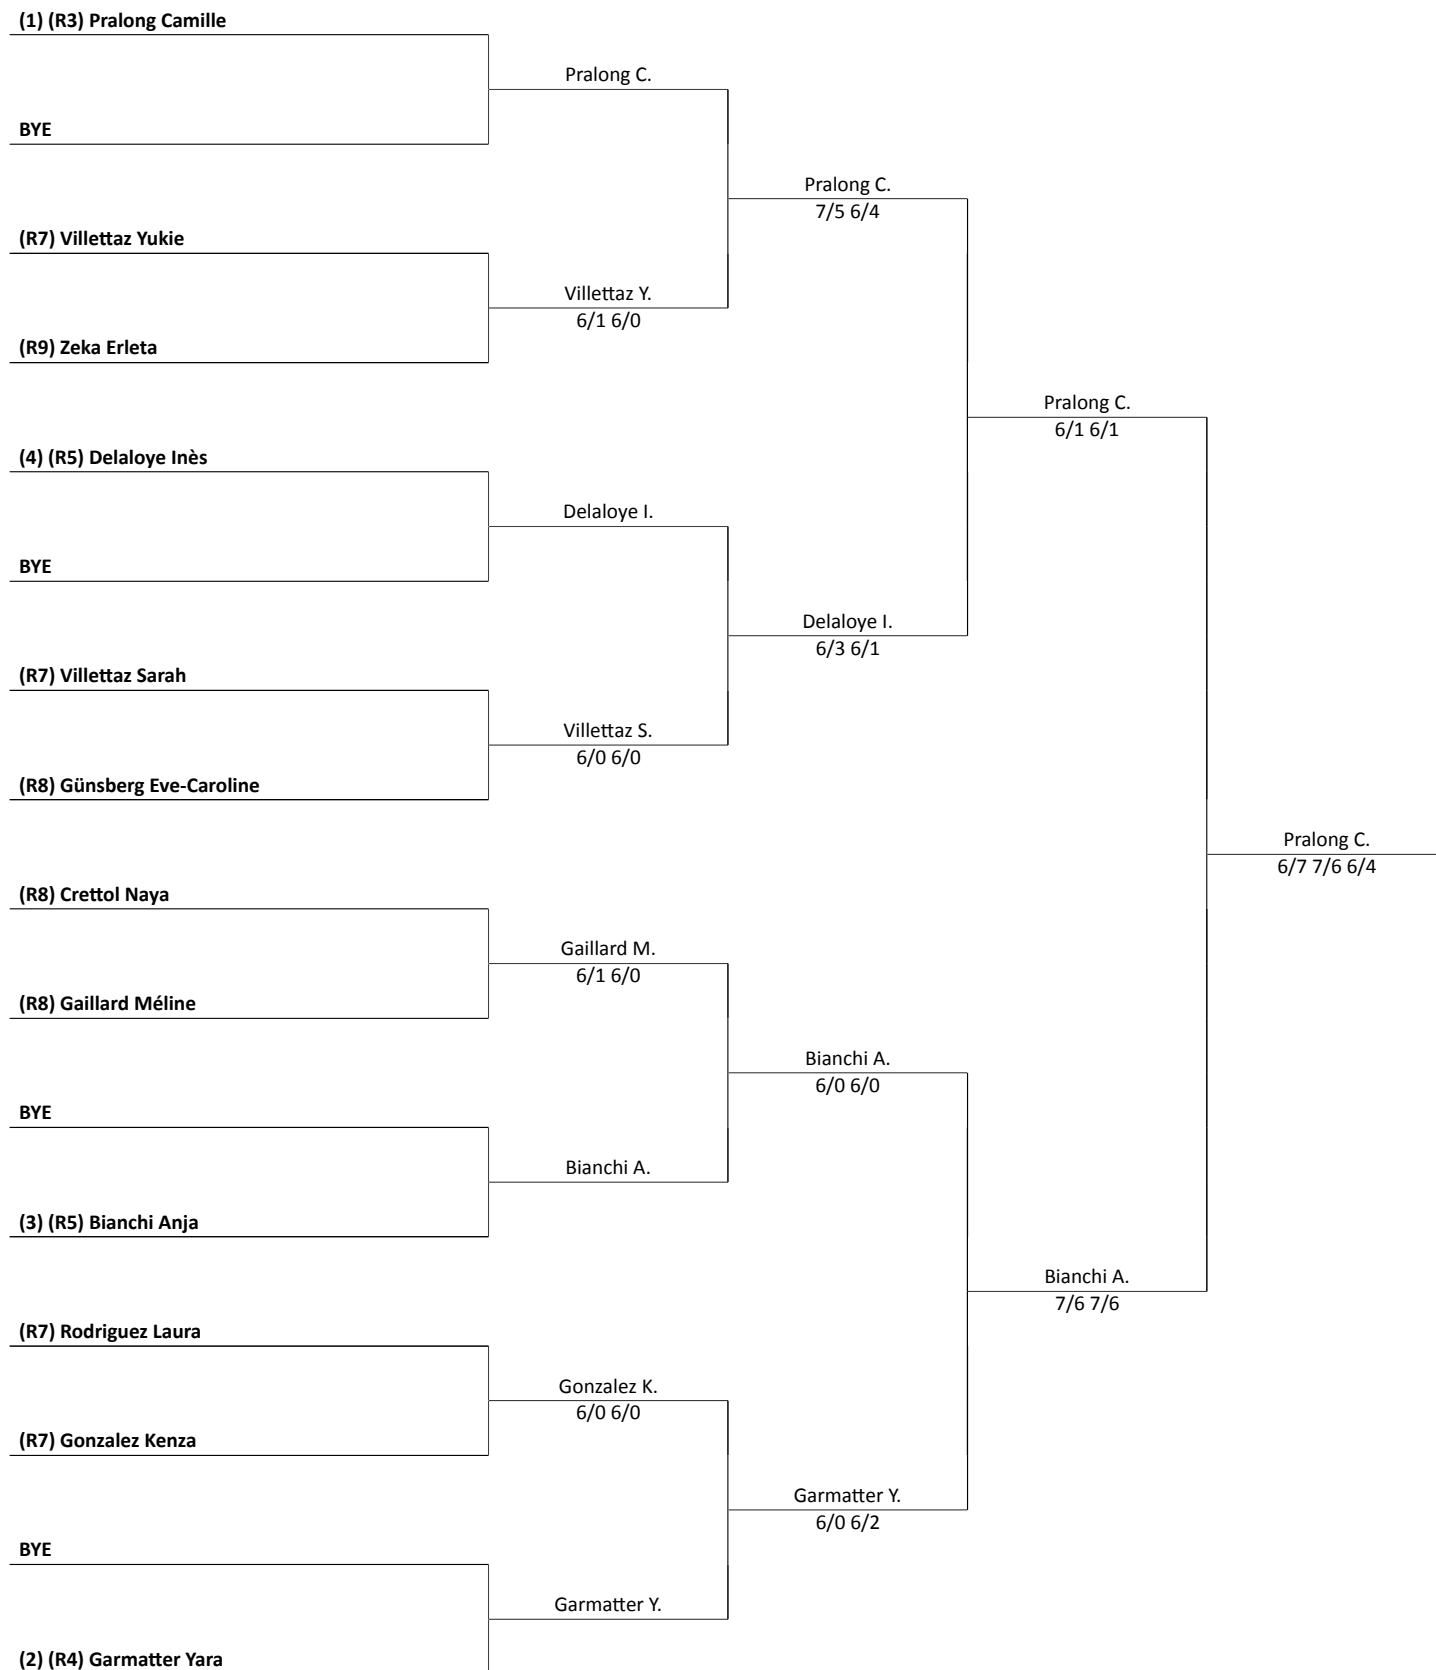 (1) (R3) Pralong Camille
Pralong C.
BYE
Pralong C.
7/5 6/4
(R7) Villettaz Yukie
Villettaz Y.
6/1 6/0
(R9) Zeka Erleta
Pralong C.
6/1 6/1
(4) (R5) Delaloye Inès
Delaloye I.
BYE
Delaloye I.
6/3 6/1
(R7) Villettaz Sarah
Villettaz S.
6/0 6/0
(R8) Günsberg Eve-Caroline
Pralong C.
6/7 7/6 6/4
(R8) Crettol Naya
Gaillard M.
6/1 6/0
(R8) Gaillard Méline
Bianchi A.
6/0 6/0
BYE
Bianchi A.
(3) (R5) Bianchi Anja
Bianchi A.
7/6 7/6
(R7) Rodriguez Laura
Gonzalez K.
6/0 6/0
(R7) Gonzalez Kenza
Garmatter Y.
6/0 6/2
BYE
Garmatter Y.
(2) (R4) Garmatter Yara